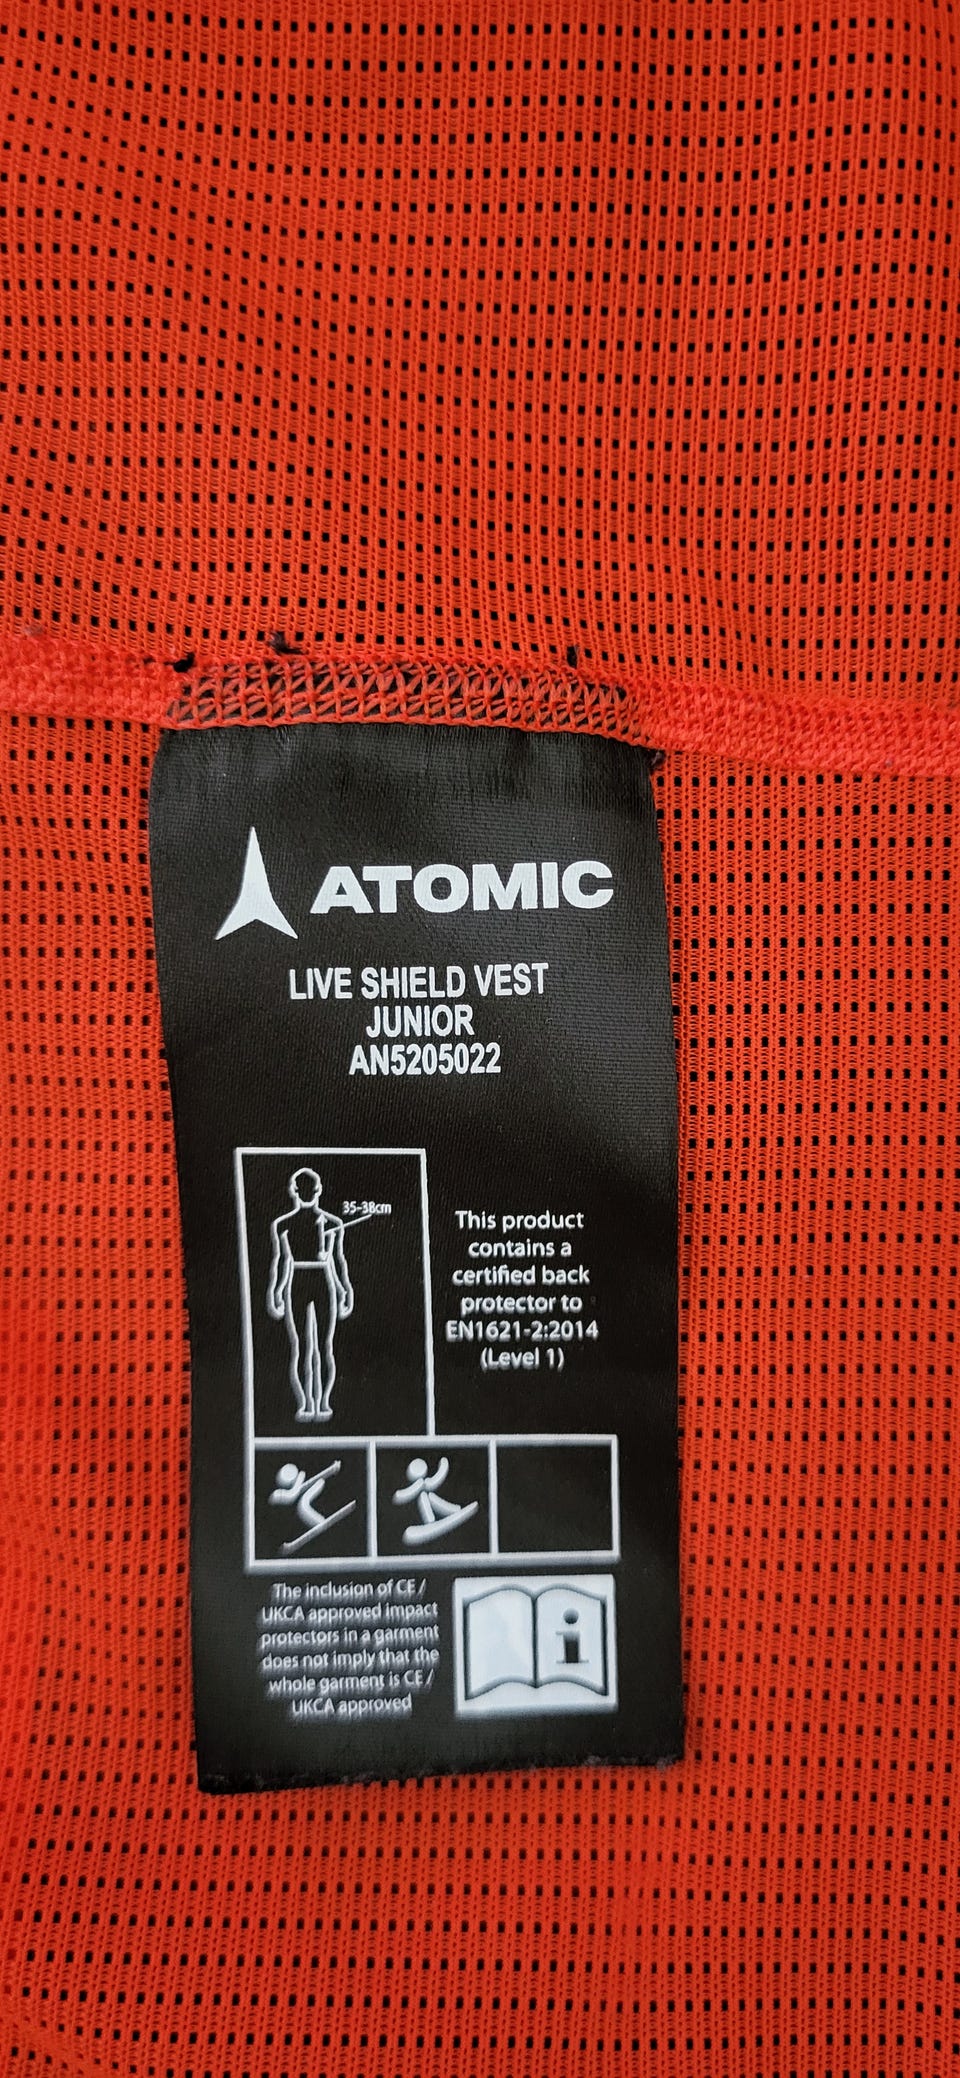 ATOMIC
LIVE SHIELD VEST
JUNIOR
AN5205022
35-38cm
This product
contains a
certified back
protector to
EN1621-2:2014
(Level 1)
The inclusion of CE /
UKCA approved impact
protectors in a garment
does not imply that the
whole garment is CE /
UKCA approved
i